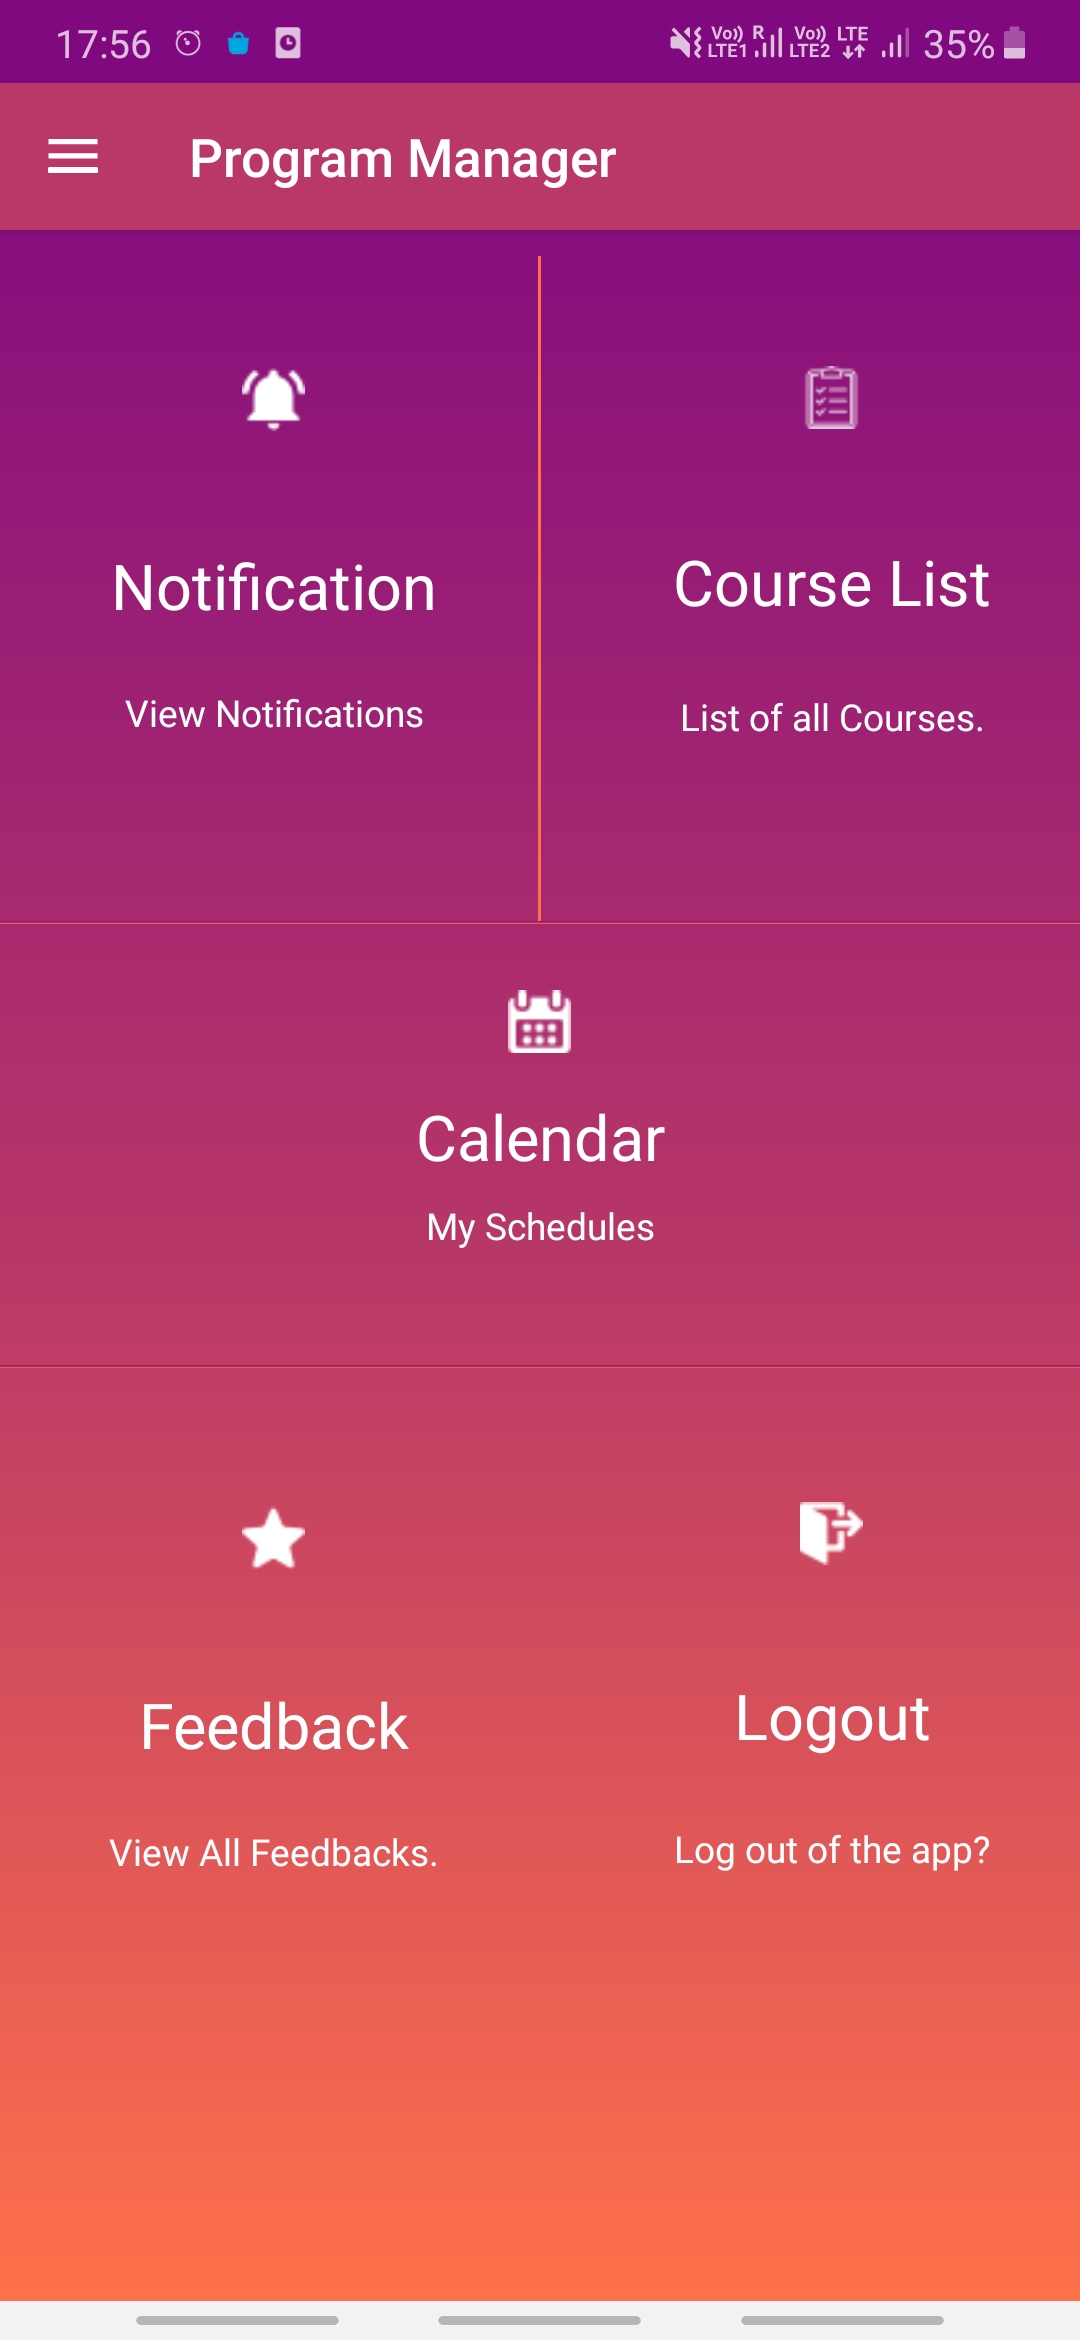 17:56
Vo)) R Vo)) LTE
LTE1 LTE2 35%
Program Manager
Notification
Course List
View Notifications
List of all Courses.
Calendar
My Schedules
Feedback
Logout
View All Feedbacks.
Log out of the app?